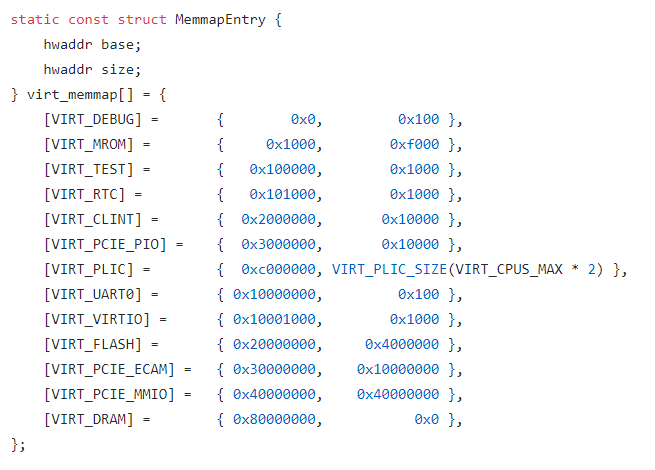 static const struct MemmapEntry {
    hwaddr base;
    hwaddr size;
} virt_memmap[] = {
    [VIRT_DEBUG] =       {        0x0,         0x100 },
    [VIRT_MROM] =        {     0x1000,        0xf000 },
    [VIRT_TEST] =        {   0x100000,        0x1000 },
    [VIRT_RTC] =         {   0x101000,        0x1000 },
    [VIRT_CLINT] =       {  0x2000000,       0x10000 },
    [VIRT_PCIE_PIO] =    {  0x3000000,       0x10000 },
    [VIRT_PLIC] =        {  0xc000000, VIRT_PLIC_SIZE(VIRT_CPUS_MAX * 2) },
    [VIRT_UART0] =       { 0x10000000,         0x100 },
    [VIRT_VIRTIO] =      { 0x10001000,        0x1000 },
    [VIRT_FLASH] =       { 0x20000000,     0x4000000 },
    [VIRT_PCIE_ECAM] =   { 0x30000000,    0x10000000 },
    [VIRT_PCIE_MMIO] =   { 0x40000000,    0x40000000 },
    [VIRT_DRAM] =        { 0x80000000,           0x0 },
};